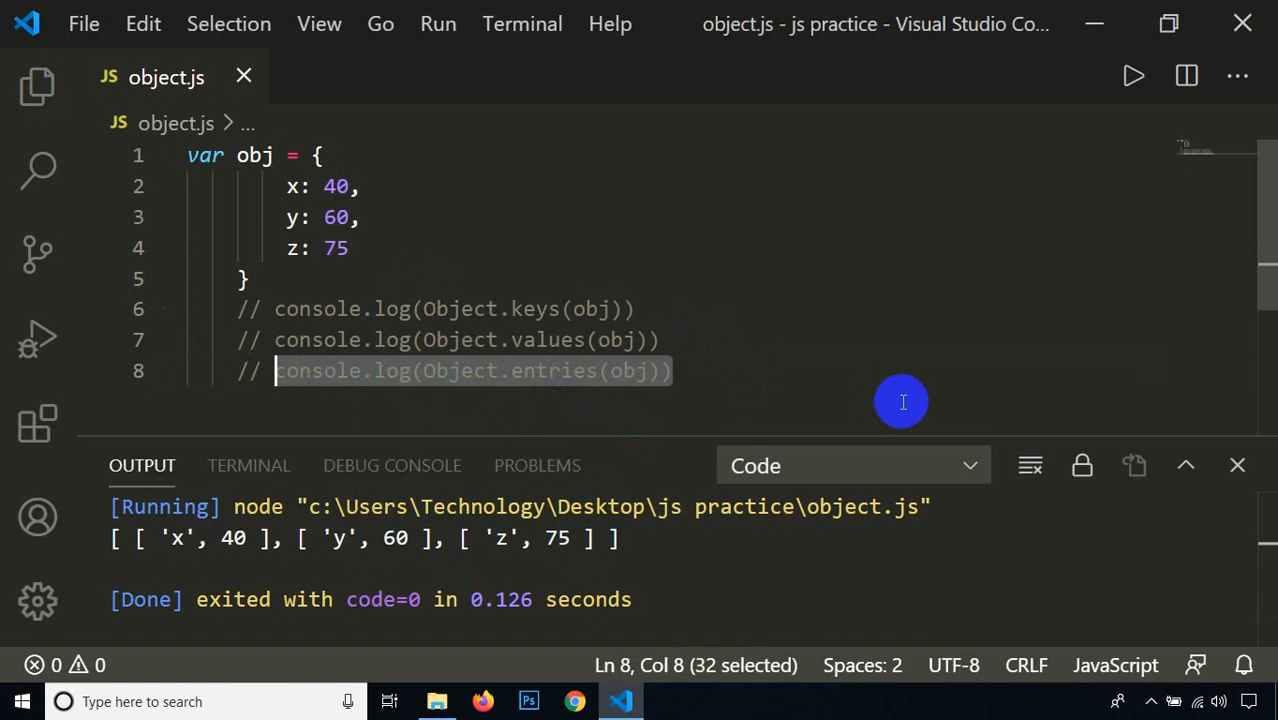 File Edit Selection View Go Run Terminal Help object.js - js practice - Visual Studio Co...
JS object.js
JS object.js > ...
1 var obj = {
2 x: 40,
3 y: 60,
4 z: 75
5 }
6 // console.log(Object.keys(obj))
7 // console.log(Object.values(obj))
8 // console.log(Object.entries(obj))
OUTPUT TERMINAL DEBUG CONSOLE PROBLEMS Code
[Running] node "c:\Users\Technology\Desktop\js practice\object.js"
[ [ 'x', 40 ], [ 'y', 60 ], [ 'z', 75 ] ]
[Done] exited with code=0 in 0.126 seconds
0 0 Ln 8, Col 8 (32 selected) Spaces: 2 UTF-8 CRLF JavaScript
Type here to search Ps